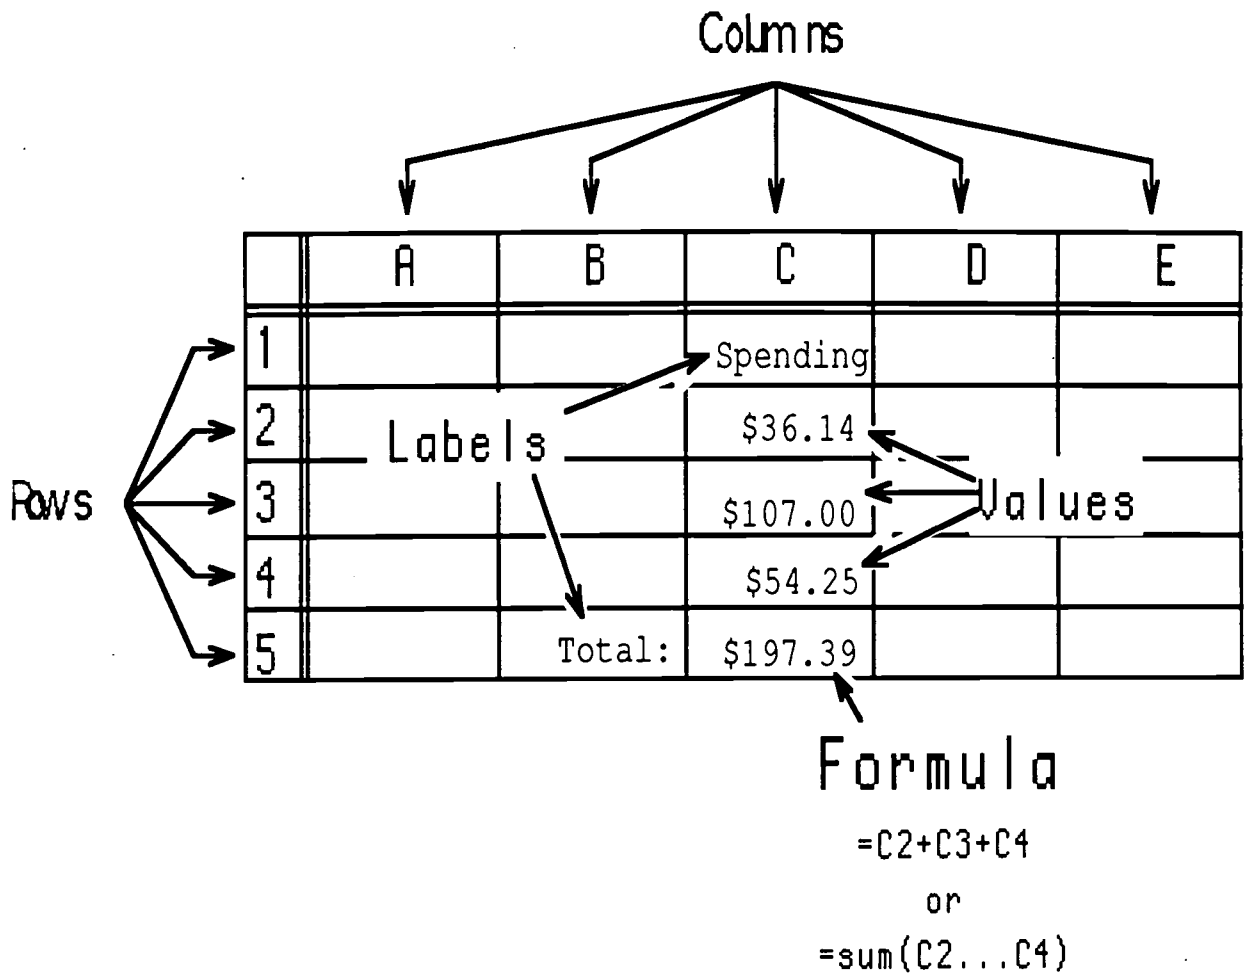 Columns
A B C D E
1 Spending
2 Labels $36.14
Rows 3 $107.00 Values
4 $54.25
5 Total: $197.39
Formula
=C2+C3+C4
or
=sum(C2...C4)